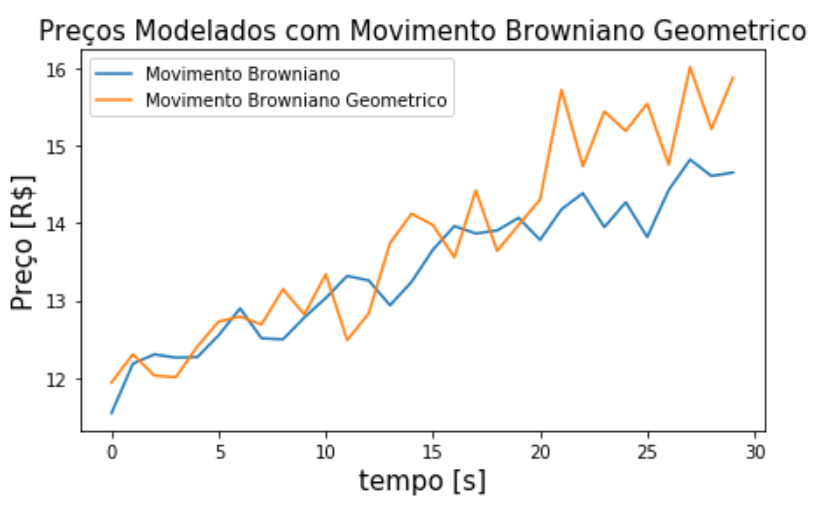 Preços Modelados com Movimento Browniano Geometrico
Movimento Browniano
Movimento Browniano Geometrico
Preço [R$]
16
15
14
13
12
0 5 10 15 20 25 30
tempo [s]